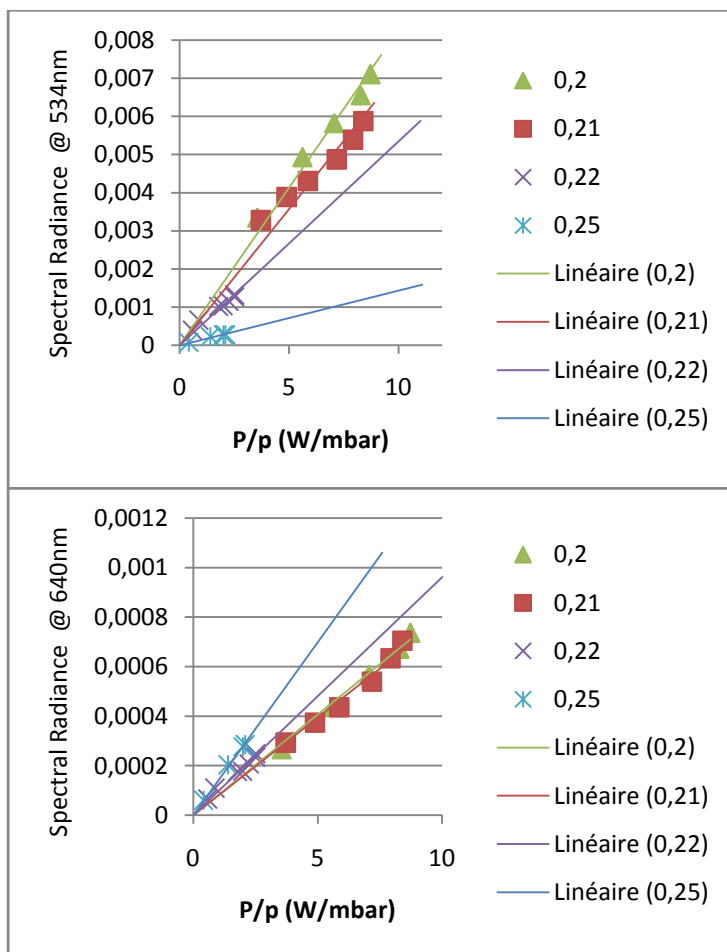 Spectral Radiance @ 534nm
0,008
0,007
0,006
0,005
0,004
0,003
0,002
0,001
0
0 5 10
P/p (W/mbar)
0,2
0,21
0,22
0,25
Linéaire (0,2)
Linéaire (0,21)
Linéaire (0,22)
Linéaire (0,25)
Spectral Radiance @ 640nm
0,0012
0,001
0,0008
0,0006
0,0004
0,0002
0
0 5 10
P/p (W/mbar)
0,2
0,21
0,22
0,25
Linéaire (0,2)
Linéaire (0,21)
Linéaire (0,22)
Linéaire (0,25)